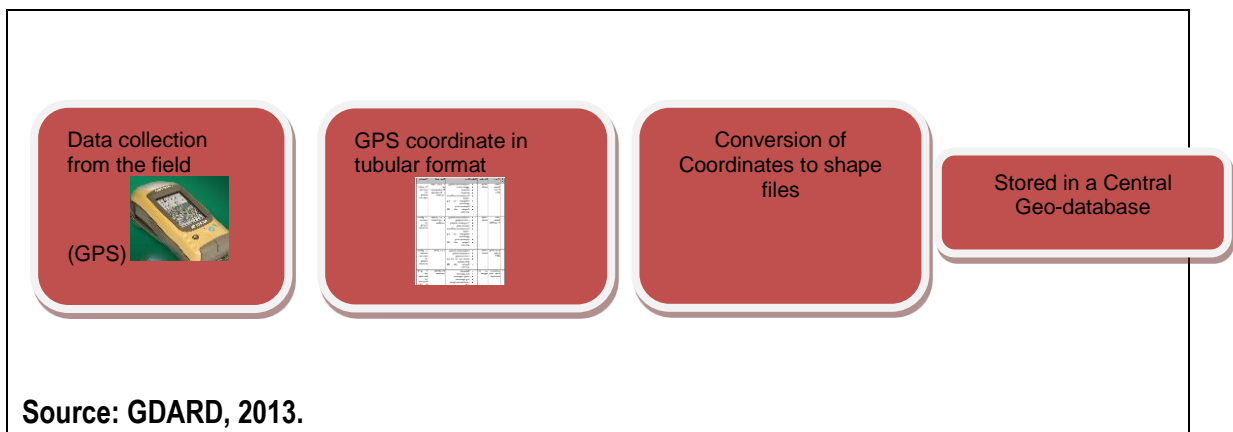 Data collection
from the field
(GPS)
GPS coordinate in
tubular format
Conversion of
Coordinates to shape
files
Stored in a Central
Geo-database
Source: GDARD, 2013.